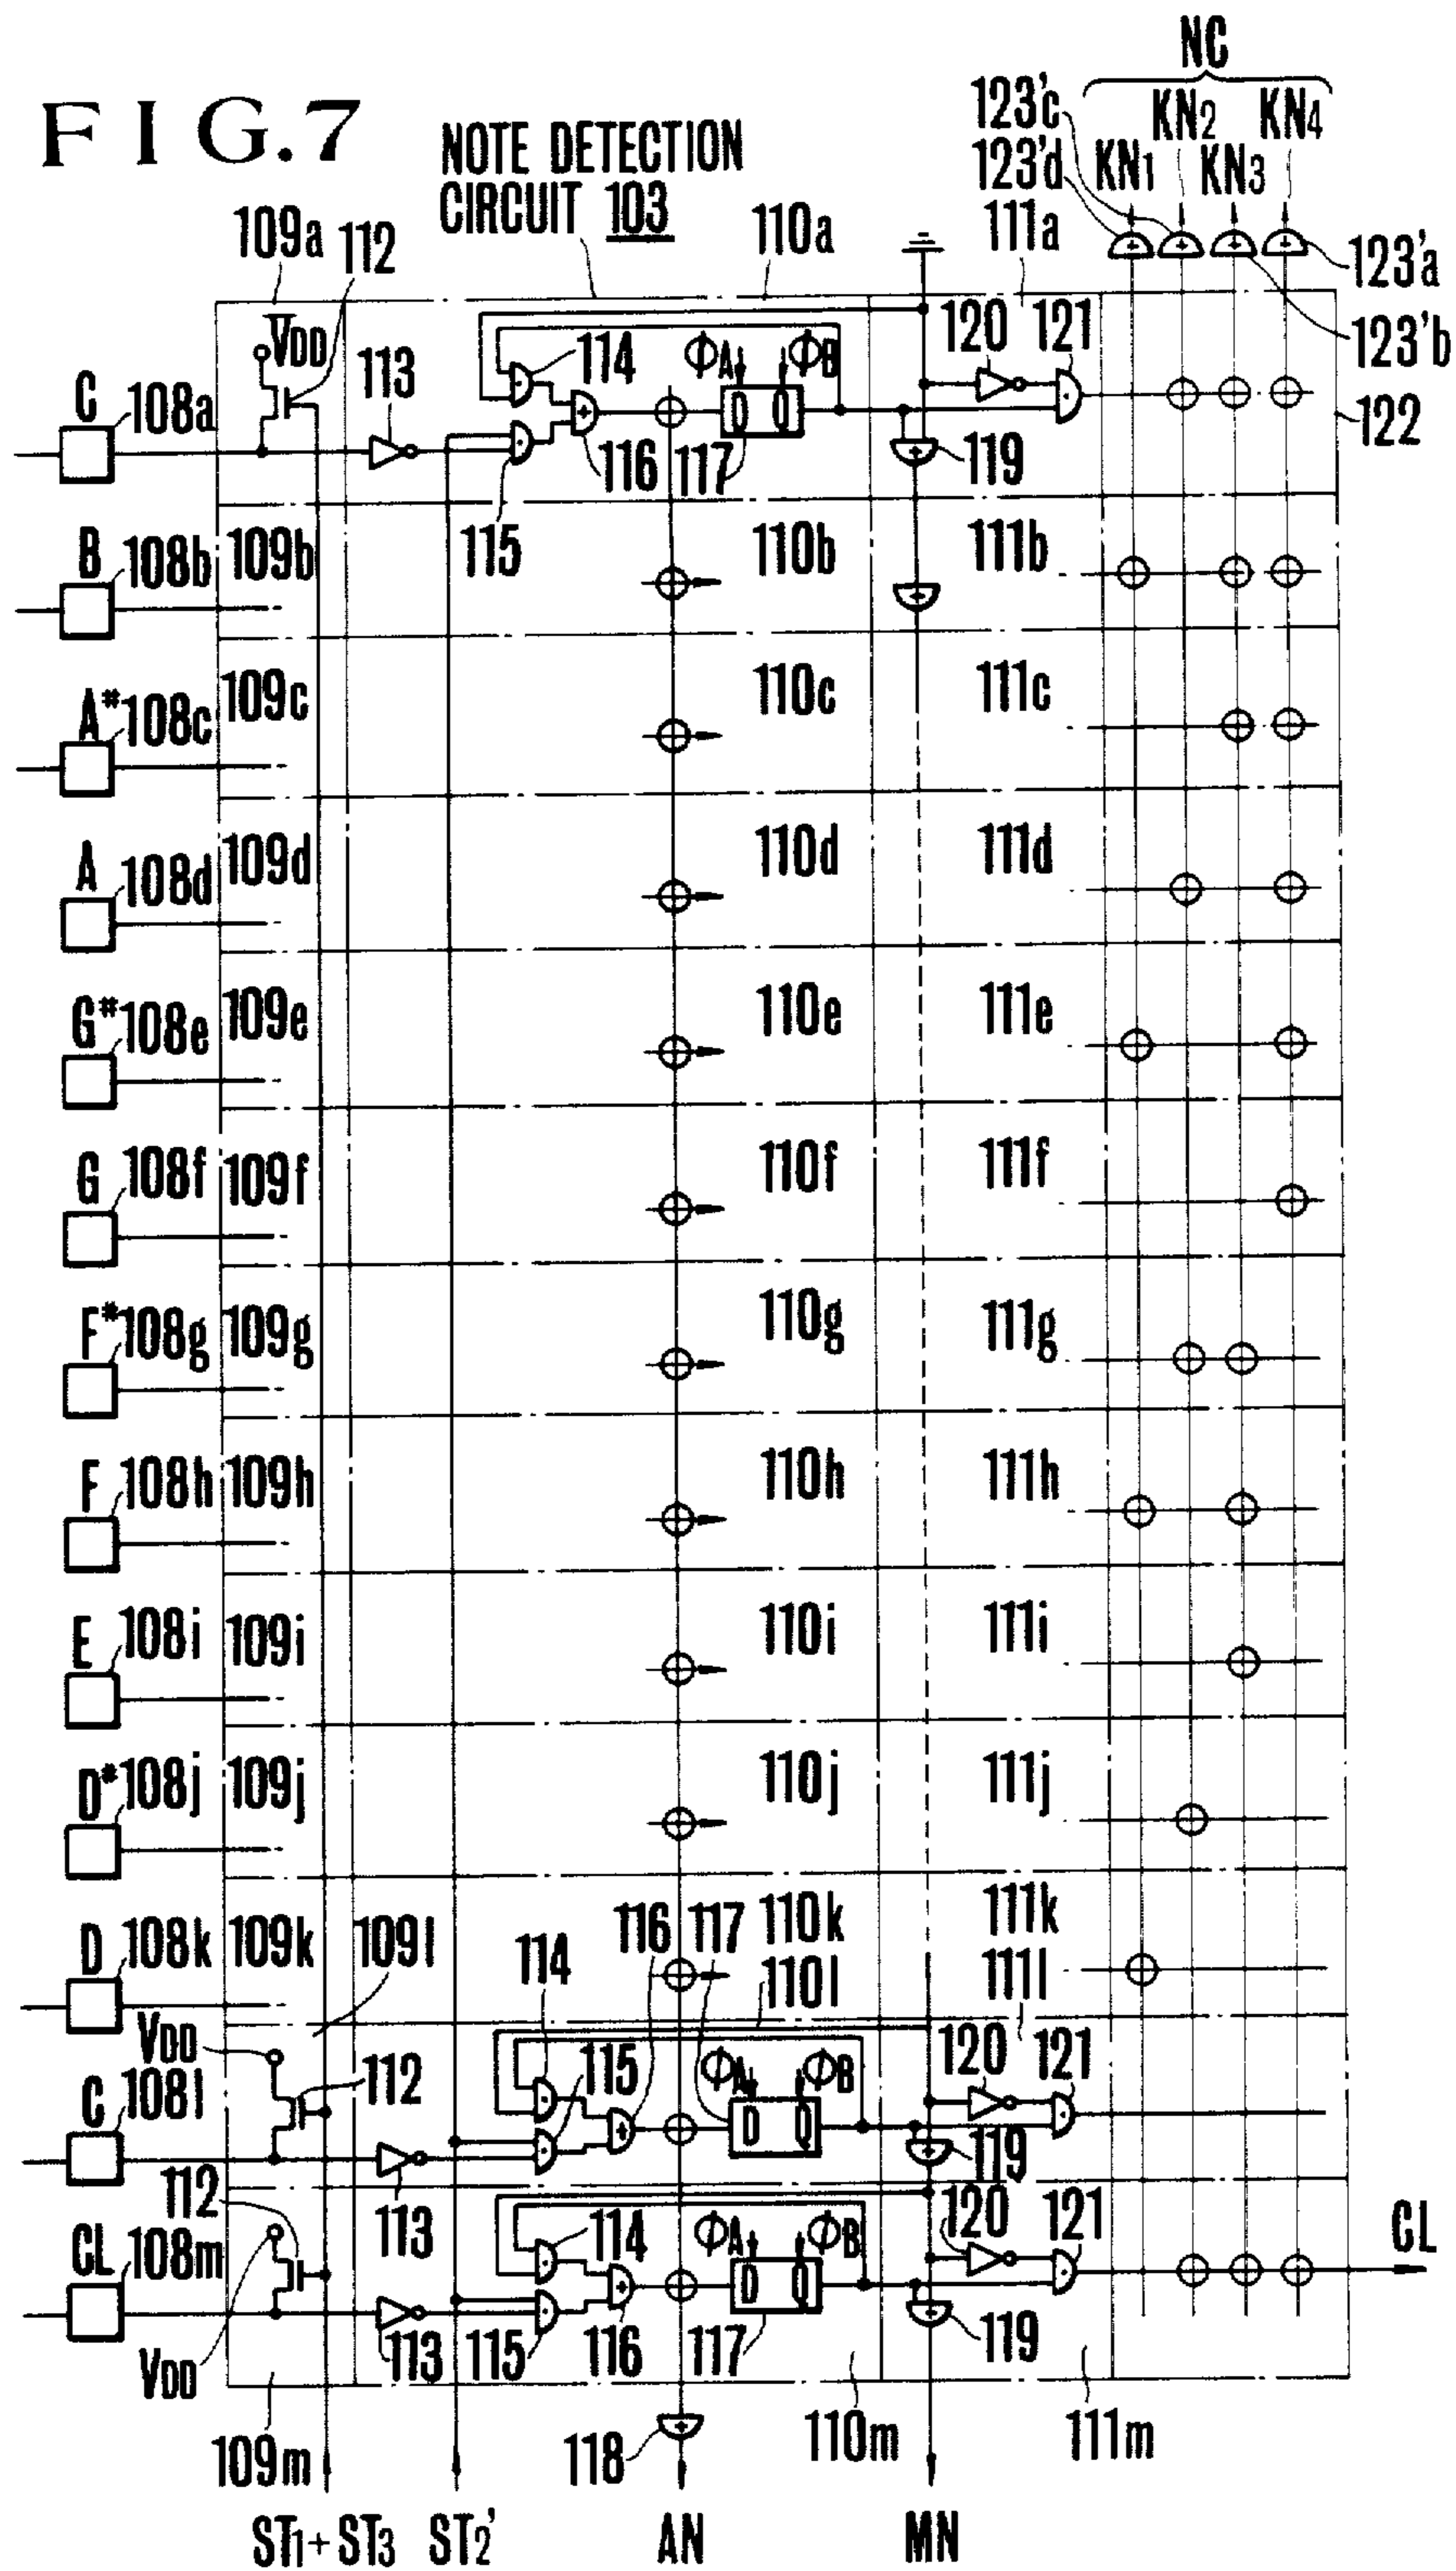 FIG.7
NOTE DETECTION
CIRCUIT 103
NC
123'c KN2 KN4
123'd KN1 KN3
109a 112 110a 111a 123'a
123'b
VDD 113 114 ΦA ΦB 120 121
C 108a 122
116 117 119
115
B 108b 109b 110b 111b
A# 108c 109c 110c 111c
A 108d 109d 110d 111d
G# 108e 109e 110e 111e
G 108f 109f 110f 111f
F# 108g 109g 110g 111g
F 108h 109h 110h 111h
E 108i 109i 110i 111i
D# 108j 109j 110j 111j
D 108k 109k 109l 114 116 117 110k 111k
110l 111l
VDD 112 115 ΦA ΦB 120 121
C 108l D Q
112 113 119
CL 108m 114 ΦA ΦB 120 121 CL
D Q
VDD 113 115 116 117 119
109m 118 110m 111m
ST1+ST3 ST2' AN MN